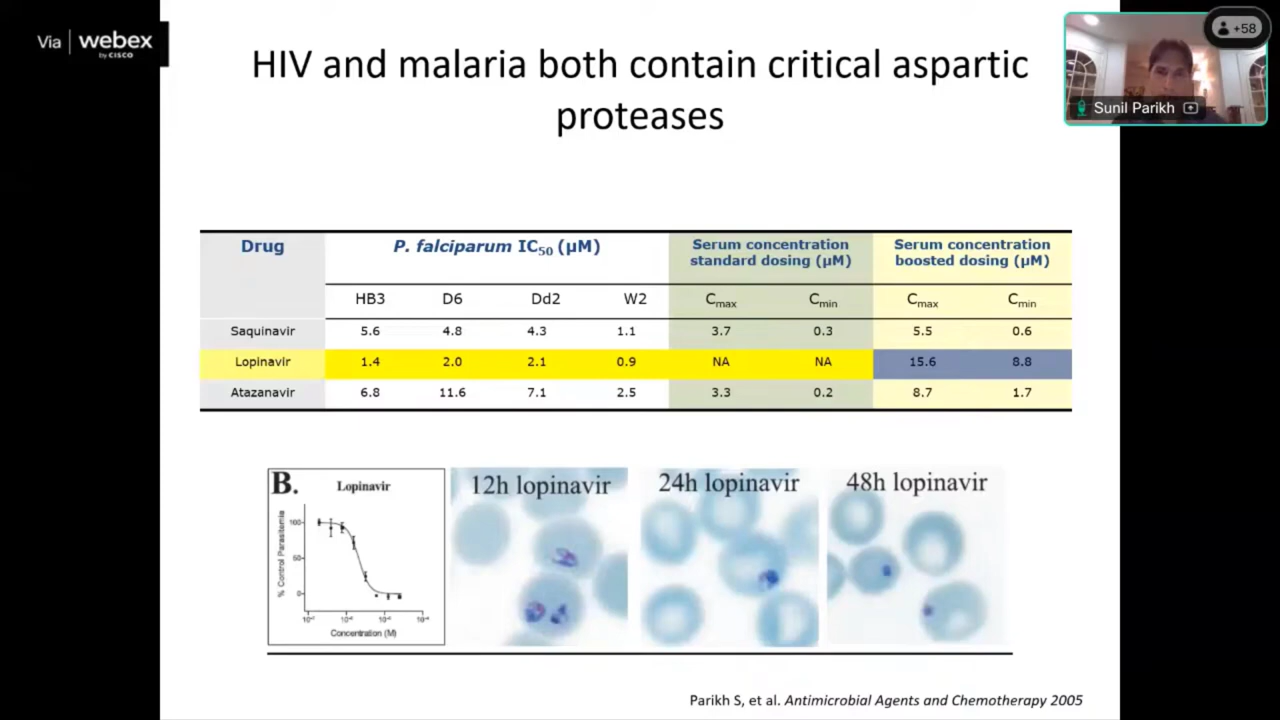 Via webex
by CISCO
+58
Sunil Parikh
HIV and malaria both contain critical aspartic
proteases
Drug P. falciparum IC50 (µM) Serum concentration standard dosing (µM) Serum concentration boosted dosing (µM)
HB3 D6 Dd2 W2 Cmax Cmin Cmax Cmin
Saquinavir 5.6 4.8 4.3 1.1 3.7 0.3 5.5 0.6
Lopinavir 1.4 2.0 2.1 0.9 NA NA 15.6 8.8
Atazanavir 6.8 11.6 7.1 2.5 3.3 0.2 8.7 1.7
B. Lopinavir
% Control Parasitemia
100
50
0
Concentration (M)
12h lopinavir
24h lopinavir
48h lopinavir
Parikh S, et al. Antimicrobial Agents and Chemotherapy 2005